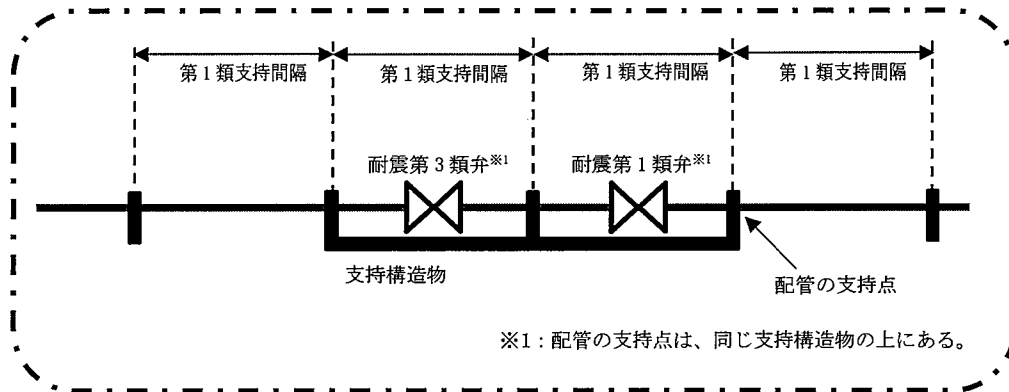 第1類支持間隔
第1類支持間隔
第1類支持間隔
第1類支持間隔
耐震第3類弁※1
耐震第1類弁※1
支持構造物
配管の支持点
※1：配管の支持点は、同じ支持構造物の上にある。